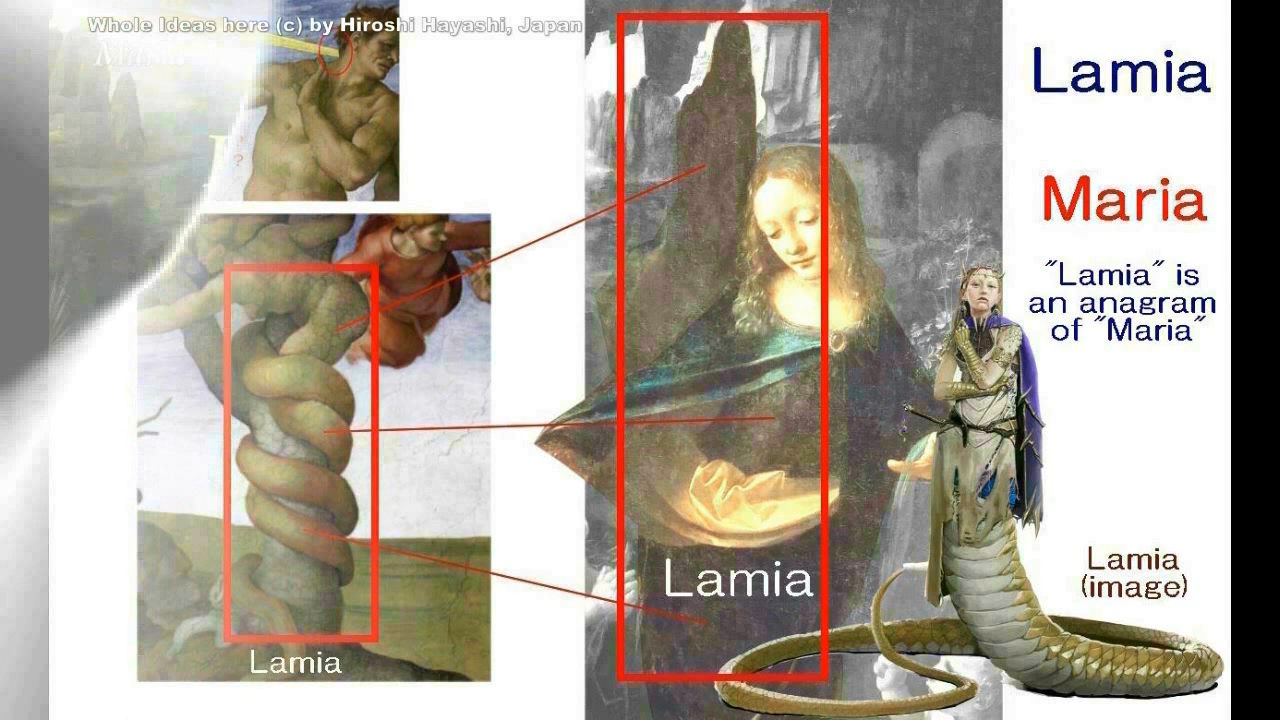 Whole Ideas here (c) by Hiroshi Hayashi, Japan
?
?
Lamia
Lamia
Lamia
Maria
"Lamia" is
an anagram
of "Maria"
Lamia
(image)